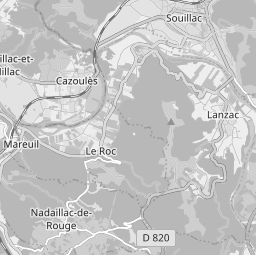 Souillac
illac-et-
illac
Cazoulès
Lanzac
Mareuil
Le Roc
Nadaillac-de-
Rouge
D 820